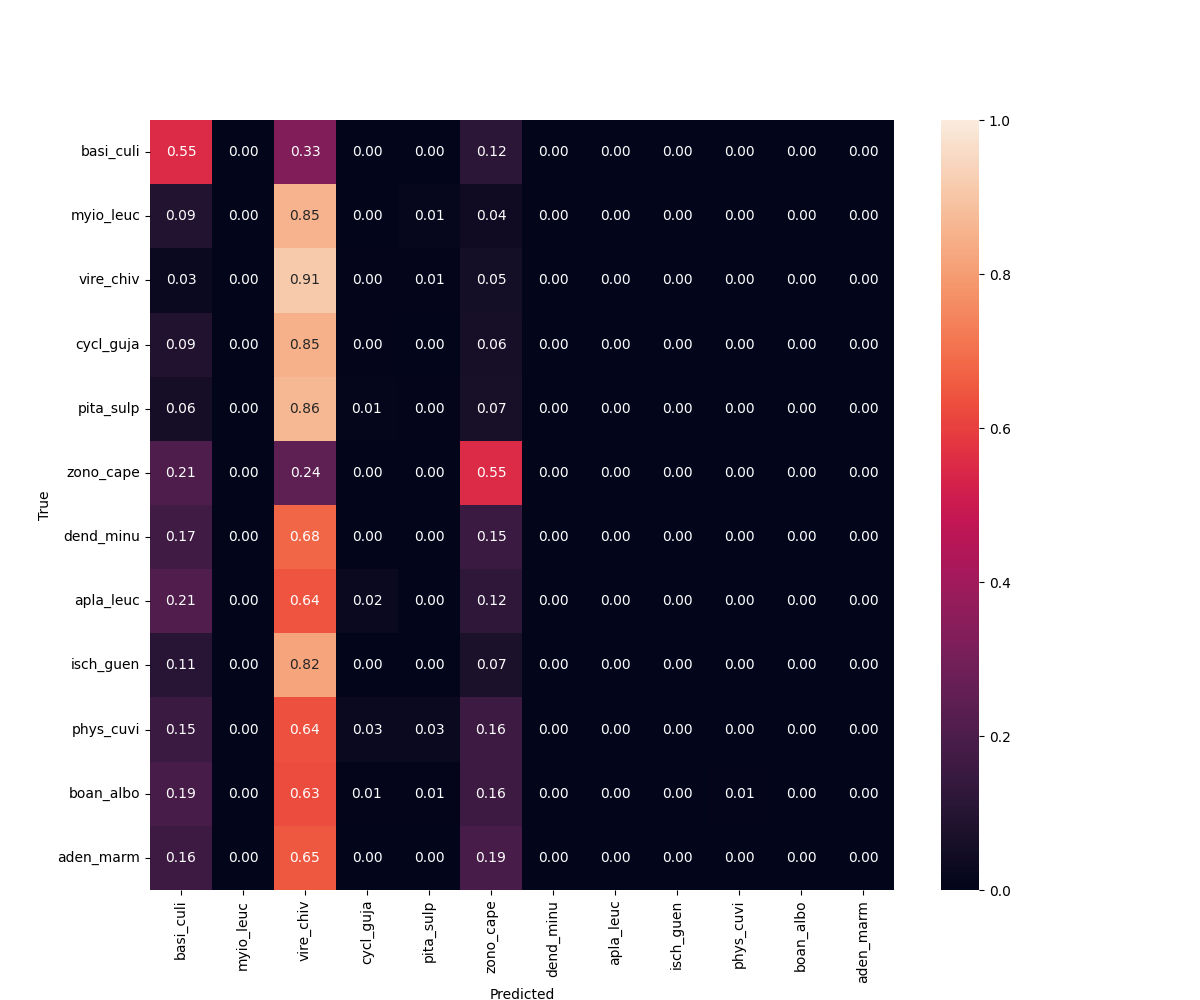 basi_culi 0.55 0.00 0.33 0.00 0.00 0.12 0.00 0.00 0.00 0.00 0.00 0.00
myio_leuc 0.09 0.00 0.85 0.00 0.01 0.04 0.00 0.00 0.00 0.00 0.00 0.00
vire_chiv 0.03 0.00 0.91 0.00 0.01 0.05 0.00 0.00 0.00 0.00 0.00 0.00
cycl_guja 0.09 0.00 0.85 0.00 0.00 0.06 0.00 0.00 0.00 0.00 0.00 0.00
pita_sulp 0.06 0.00 0.86 0.01 0.00 0.07 0.00 0.00 0.00 0.00 0.00 0.00
zono_cape 0.21 0.00 0.24 0.00 0.00 0.55 0.00 0.00 0.00 0.00 0.00 0.00
dend_minu 0.17 0.00 0.68 0.00 0.00 0.15 0.00 0.00 0.00 0.00 0.00 0.00
apla_leuc 0.21 0.00 0.64 0.02 0.00 0.12 0.00 0.00 0.00 0.00 0.00 0.00
isch_guen 0.11 0.00 0.82 0.00 0.00 0.07 0.00 0.00 0.00 0.00 0.00 0.00
phys_cuvi 0.15 0.00 0.64 0.03 0.03 0.16 0.00 0.00 0.00 0.00 0.00 0.00
boan_albo 0.19 0.00 0.63 0.01 0.01 0.16 0.00 0.00 0.00 0.01 0.00 0.00
aden_marm 0.16 0.00 0.65 0.00 0.00 0.19 0.00 0.00 0.00 0.00 0.00 0.00
True
basi_culi myio_leuc vire_chiv cycl_guja pita_sulp zono_cape dend_minu apla_leuc isch_guen phys_cuvi boan_albo aden_marm
Predicted
1.0
0.8
0.6
0.4
0.2
0.0